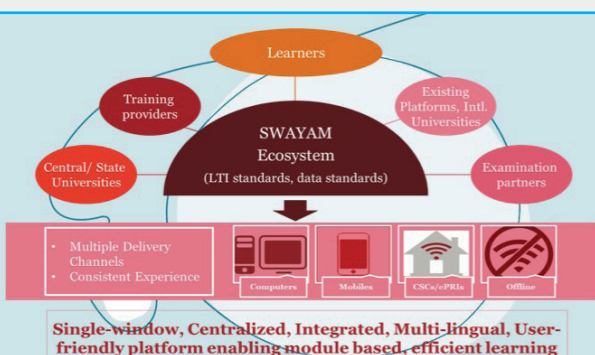 Learners
Training
providers
Existing
Platforms, Intl.
Universities
SWAYAM
Ecosystem
(LTI standards, data standards)
Central/ State
Universities
Examination
partners
• Multiple Delivery
Channels
• Consistent Experience
Computers
Mobiles
CSCs/ePRIs
Offline
Single-window, Centralized, Integrated, Multi-lingual, User-
friendly platform enabling module based, efficient learning